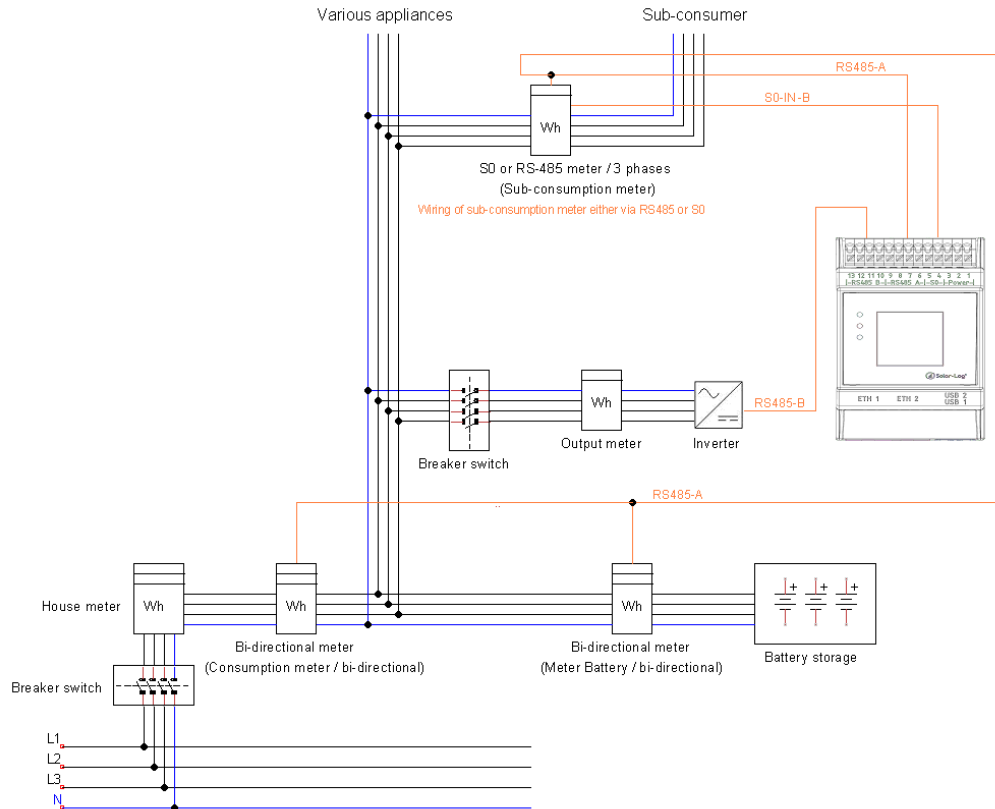 Various appliances
Sub-consumer
RS485-A
S0-IN-B
Wh
S0 or RS-485 meter / 3 phases
(Sub-consumption meter)
Wiring of sub-consumption meter either via RS485 or S0
13 12 11 10 9 8 7 6 5 4 3 2 1
|-RS485 B-|-RS485 A-|-S0-|-Power-|
Solar-Log®
ETH 1
ETH 2
USB 2
USB 1
Wh
RS485-B
Breaker switch
Output meter
Inverter
RS485-A
..
House meter
Wh
Wh
Wh
Bi-directional meter
(Consumption meter / bi-directional)
Bi-directional meter
(Meter Battery / bi-directional)
+ + +
Battery storage
Breaker switch
L1
L2
L3
N